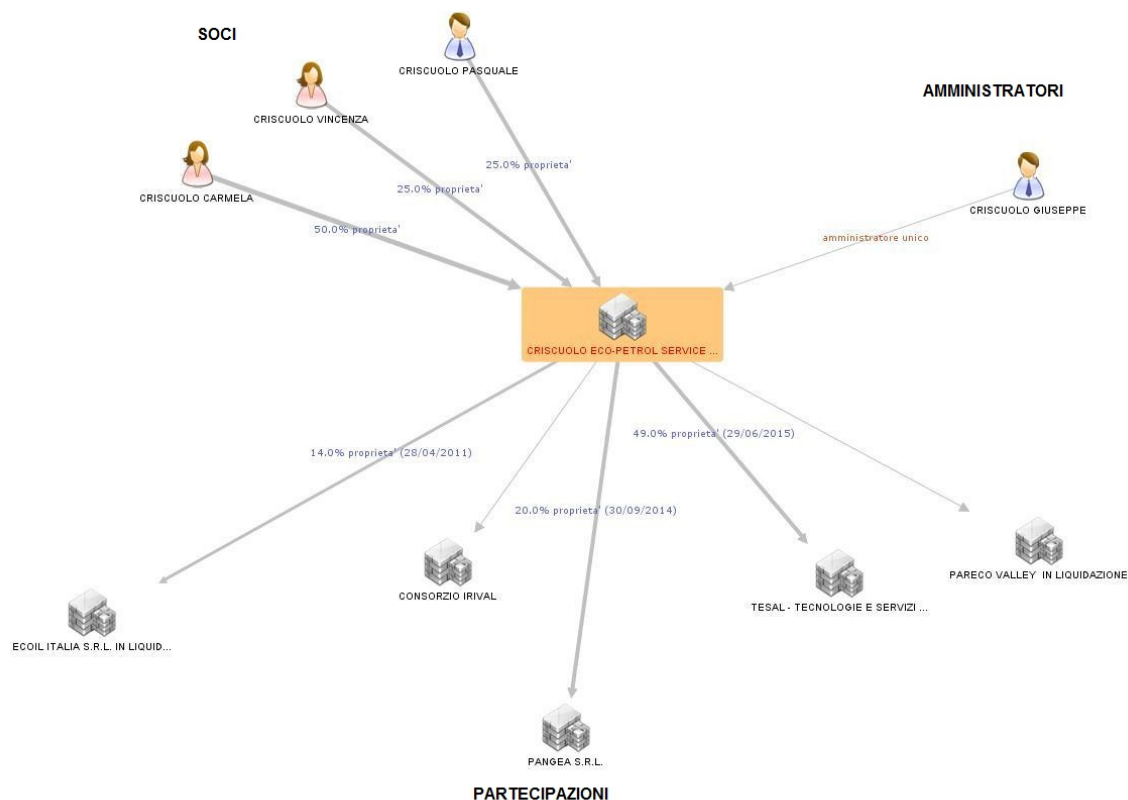 SOCI
CRISCUOLO PASQUALE
AMMINISTRATORI
CRISCUOLO VINCENZA
25.0% proprieta'
25.0% proprieta'
CRISCUOLO CARMELA
CRISCUOLO GIUSEPPE
50.0% proprieta'
amministratore unico
CRISCUOLO ECO-PETROL SERVICE ...
49.0% proprieta' (29/06/2015)
14.0% proprieta' (28/04/2011)
20.0% proprieta' (30/09/2014)
PARECO VALLEY IN LIQUIDAZIONE
CONSORZIO IRIVAL
TESAL - TECNOLOGIE E SERVIZI ...
ECOIL ITALIA S.R.L. IN LIQUID...
PANGEA S.R.L.
PARTECIPAZIONI